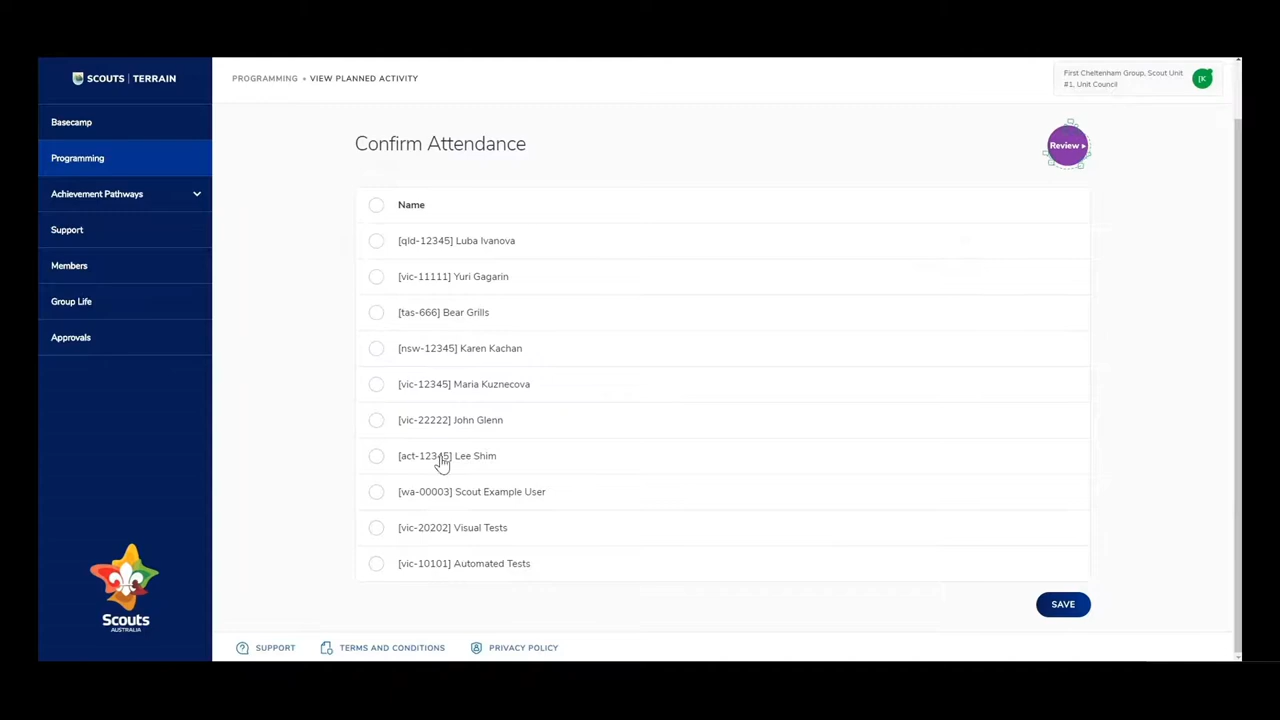 SCOUTS | TERRAIN
PROGRAMMING • VIEW PLANNED ACTIVITY
First Cheltenham Group, Scout Unit
#1, Unit Council
[K
Basecamp
Programming
Achievement Pathways
Support
Members
Group Life
Approvals
Confirm Attendance
Review ▸
Name
[qld-12345] Luba Ivanova
[vic-11111] Yuri Gagarin
[tas-666] Bear Grills
[nsw-12345] Karen Kachan
[vic-12345] Maria Kuznecova
[vic-22222] John Glenn
[act-12345] Lee Shim
[wa-00003] Scout Example User
[vic-20202] Visual Tests
[vic-10101] Automated Tests
SAVE
Scouts
AUSTRALIA
SUPPORT
TERMS AND CONDITIONS
PRIVACY POLICY